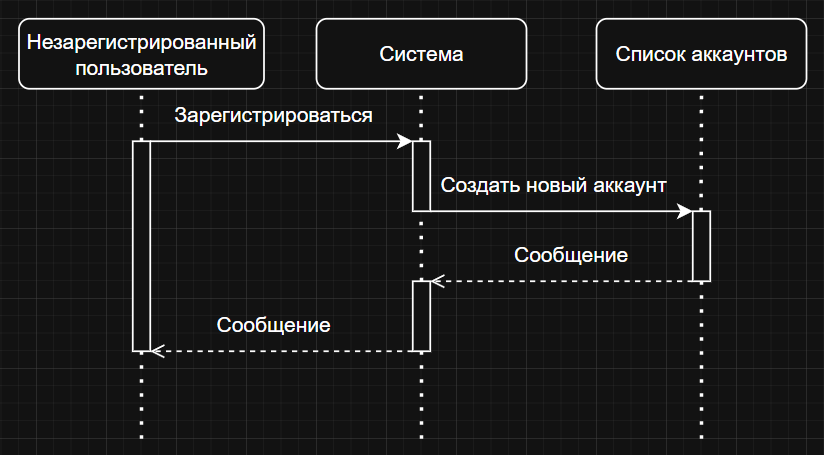 Незарегистрированный
пользователь
Система
Список аккаунтов
Зарегистрироваться
Создать новый аккаунт
Сообщение
Сообщение